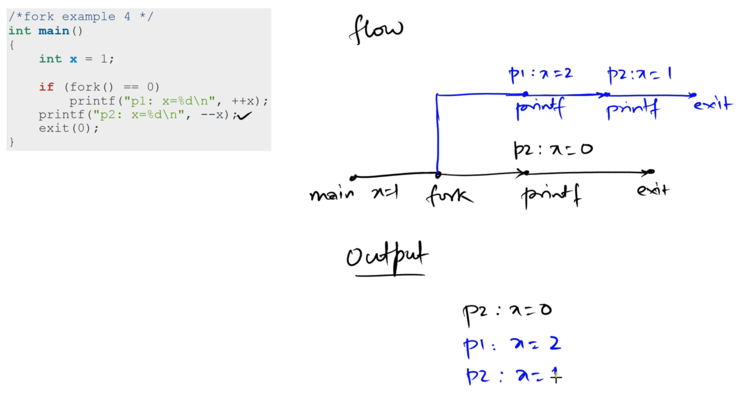 /*fork example 4 */
int main()
{
int x = 1;
if (fork() == 0)
printf("p1: x=%d\n", ++x);
printf("p2: x=%d\n", --x);
exit(0);
}
flow
p1 : x=2 p2 : x=1
printf printf exit
p2 : x=0
main x=1 fork printf exit
Output
p2 : x=0
p1 : x=2
p2 : x=1